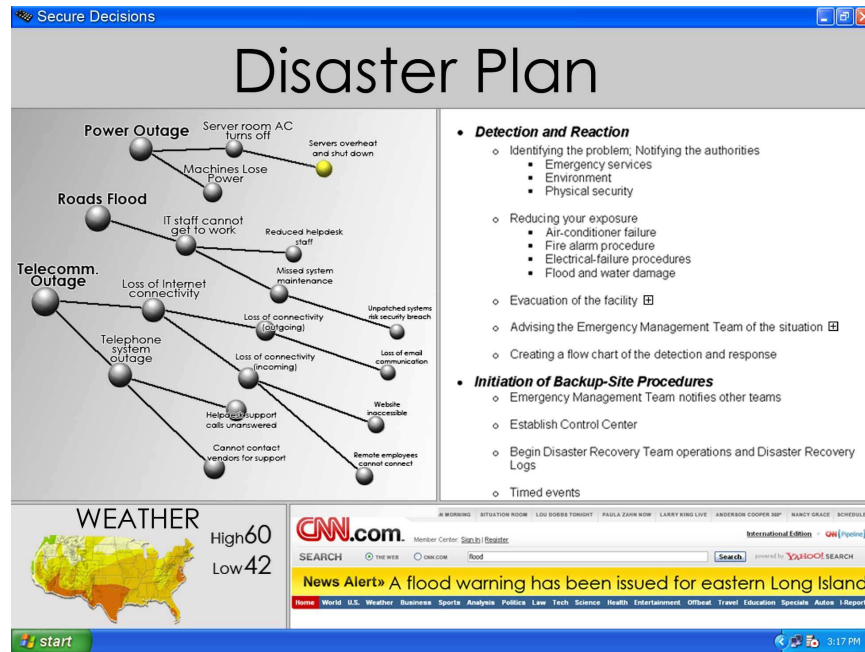 Secure Decisions
Disaster Plan
Power Outage
Server room AC
turns off
Servers overheat
and shut down
Machines Lose
Power
Roads Flood
IT staff cannot
get to work
Reduced helpdesk
staff
Missed system
maintenance
Unpatched systems
risk security breach
Telecomm.
Outage
Loss of Internet
connectivity
Loss of connectivity
(outgoing)
Loss of email
communication
Telephone
system
outage
Loss of connectivity
(incoming)
Website
inaccessible
Helpdesk support
calls unanswered
Cannot contact
vendors for support
Remote employees
cannot connect
Detection and Reaction
Identifying the problem; Notifying the authorities
Emergency services
Environment
Physical security
Reducing your exposure
Air-conditioner failure
Fire alarm procedure
Electrical-failure procedures
Flood and water damage
Evacuation of the facility
Advising the Emergency Management Team of the situation
Creating a flow chart of the detection and response
Initiation of Backup-Site Procedures
Emergency Management Team notifies other teams
Establish Control Center
Begin Disaster Recovery Team operations and Disaster Recovery
Logs
Timed events
WEATHER
High 60
Low 42
N MORNING SITUATION ROOM LOU DOBBS TONIGHT PAULA ZAHN NOW LARRY KING LIVE ANDERSON COOPER 360° NANCY GRACE SCHEDULE
CNN.com.
Member Center: Sign In | Register
International Edition CNN Pipeline
SEARCH THE WEB CNN.COM flood Search powered by YAHOO! SEARCH
News Alert» A flood warning has been issued for eastern Long Island
Home World U.S. Weather Business Sports Analysis Politics Law Tech Science Health Entertainment Offbeat Travel Education Specials Autos I-Report
start
3:17 PM